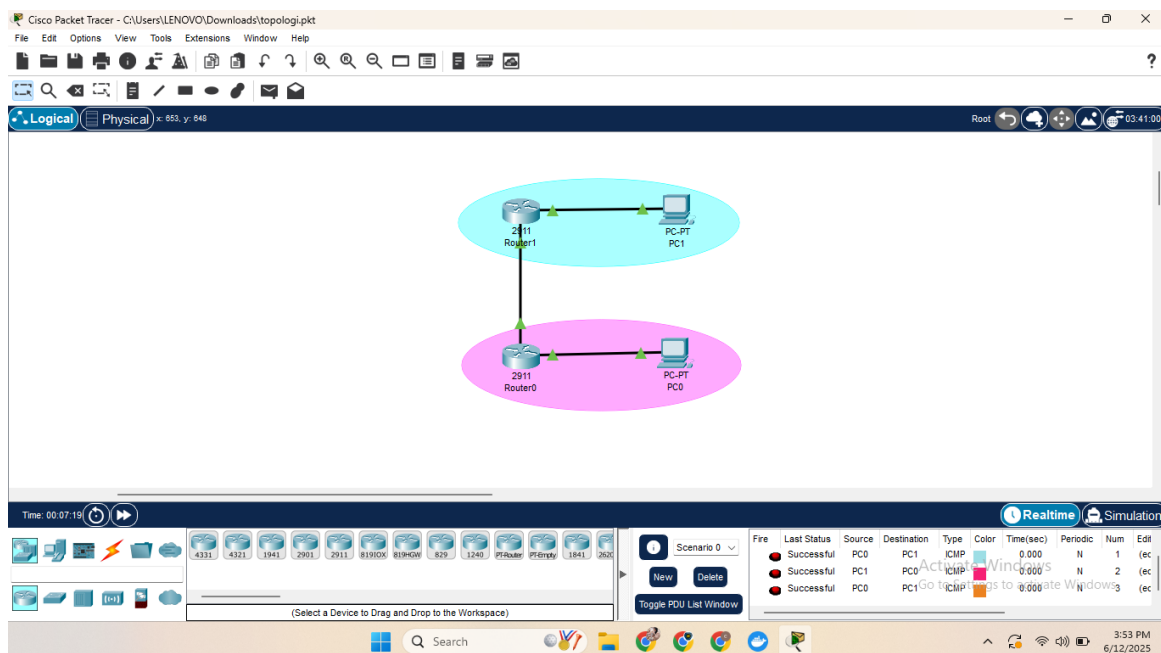 Cisco Packet Tracer - C:\Users\LENOVO\Downloads\topologi.pkt
File Edit Options View Tools Extensions Window Help
?
Logical Physical x: 653, y: 648 Root 03:41:00
2911
Router1
PC-PT
PC1
2911
Router0
PC-PT
PC0
Time: 00:07:19 Realtime Simulation
4331 4321 1941 2901 2911 819IOX 819HGW 829 1240 PT-Router PT-Empty 1841 2620
(Select a Device to Drag and Drop to the Workspace)
Scenario 0
New Delete
Toggle PDU List Window
Fire Last Status Source Destination Type Color Time(sec) Periodic Num Edit
Successful PC0 PC1 ICMP 0.000 N 1 (ec
Successful PC1 PC0 ICMP 0.000 N 2 (ec
Successful PC0 PC1 ICMP 0.000 N 3 (ec
Activate Windows
Go to Settings to activate Windows.
Search
3:53 PM
6/12/2025